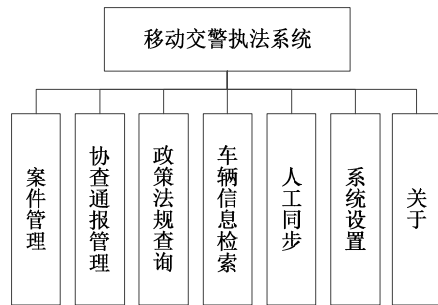 移动交警执法系统
案件管理
协查通报管理
政策法规查询
车辆信息检索
人工同步
系统设置
关于